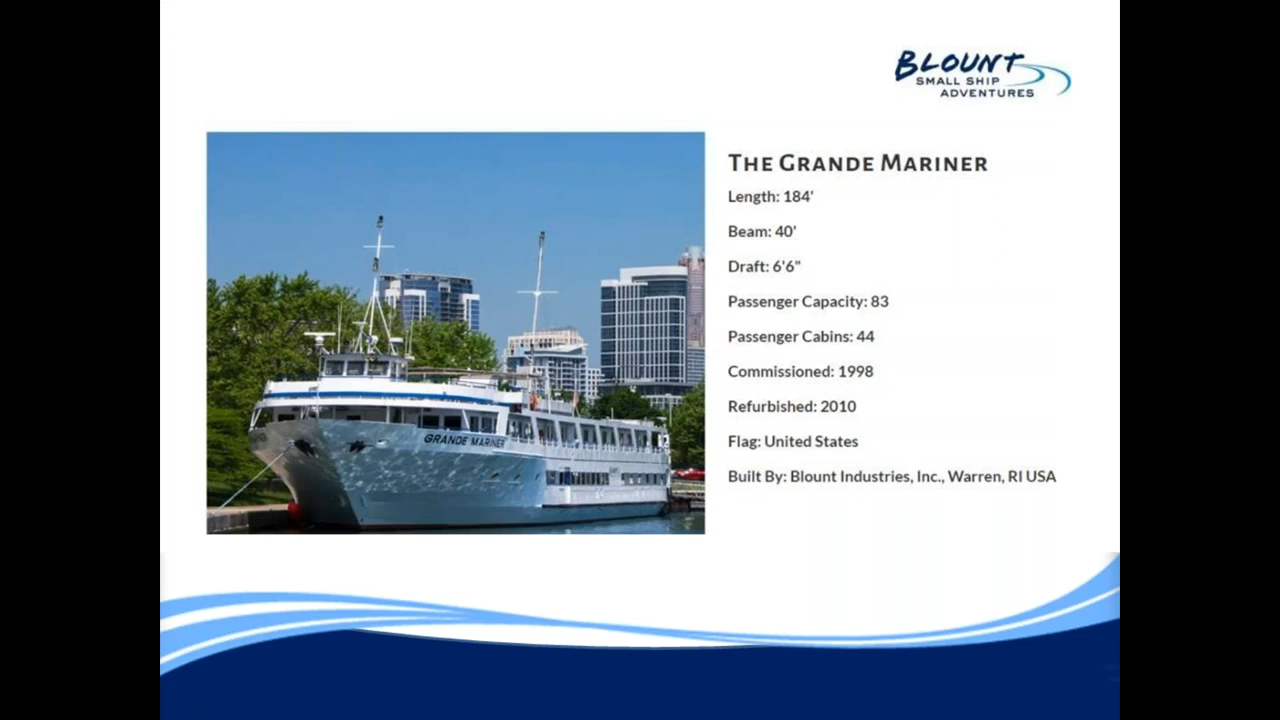 BLOUNT
SMALL SHIP
ADVENTURES
THE GRANDE MARINER
Length: 184'
Beam: 40'
Draft: 6'6"
Passenger Capacity: 83
Passenger Cabins: 44
Commissioned: 1998
Refurbished: 2010
Flag: United States
Built By: Blount Industries, Inc., Warren, RI USA
GRANDE MARINER